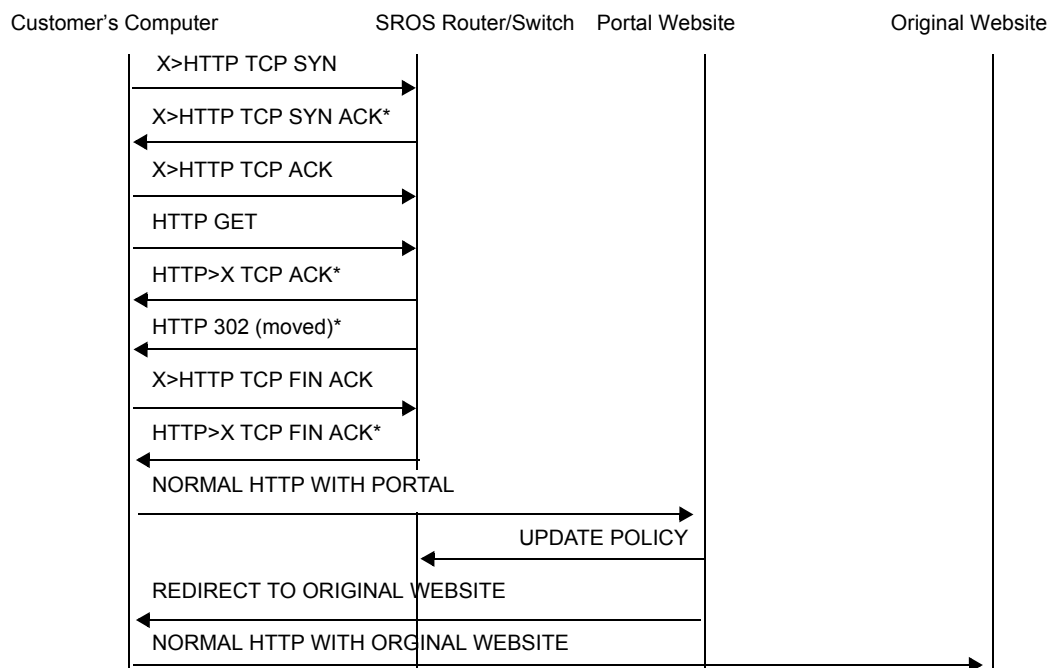 Customer's Computer
SROS Router/Switch
Portal Website
Original Website
X>HTTP TCP SYN
X>HTTP TCP SYN ACK*
X>HTTP TCP ACK
HTTP GET
HTTP>X TCP ACK*
HTTP 302 (moved)*
X>HTTP TCP FIN ACK
HTTP>X TCP FIN ACK*
NORMAL HTTP WITH PORTAL
UPDATE POLICY
REDIRECT TO ORIGINAL WEBSITE
NORMAL HTTP WITH ORGINAL WEBSITE